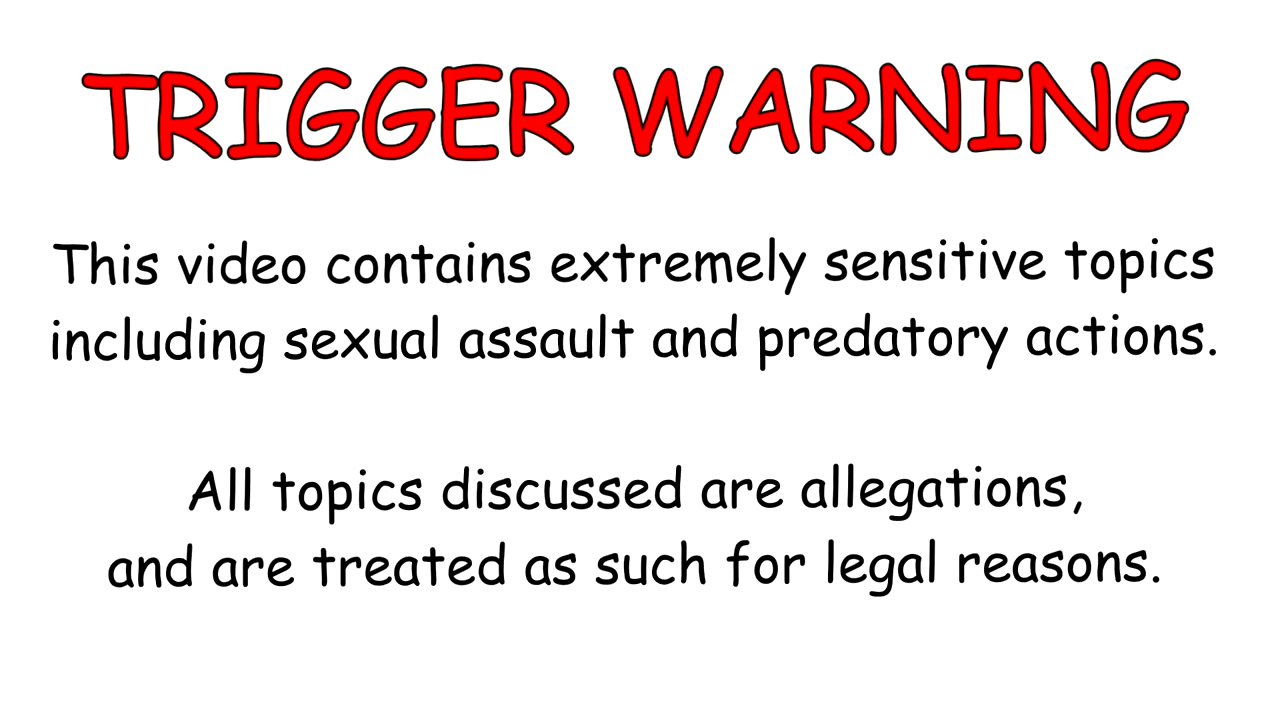 TRIGGER WARNING
This video contains extremely sensitive topics
including sexual assault and predatory actions.
All topics discussed are allegations,
and are treated as such for legal reasons.